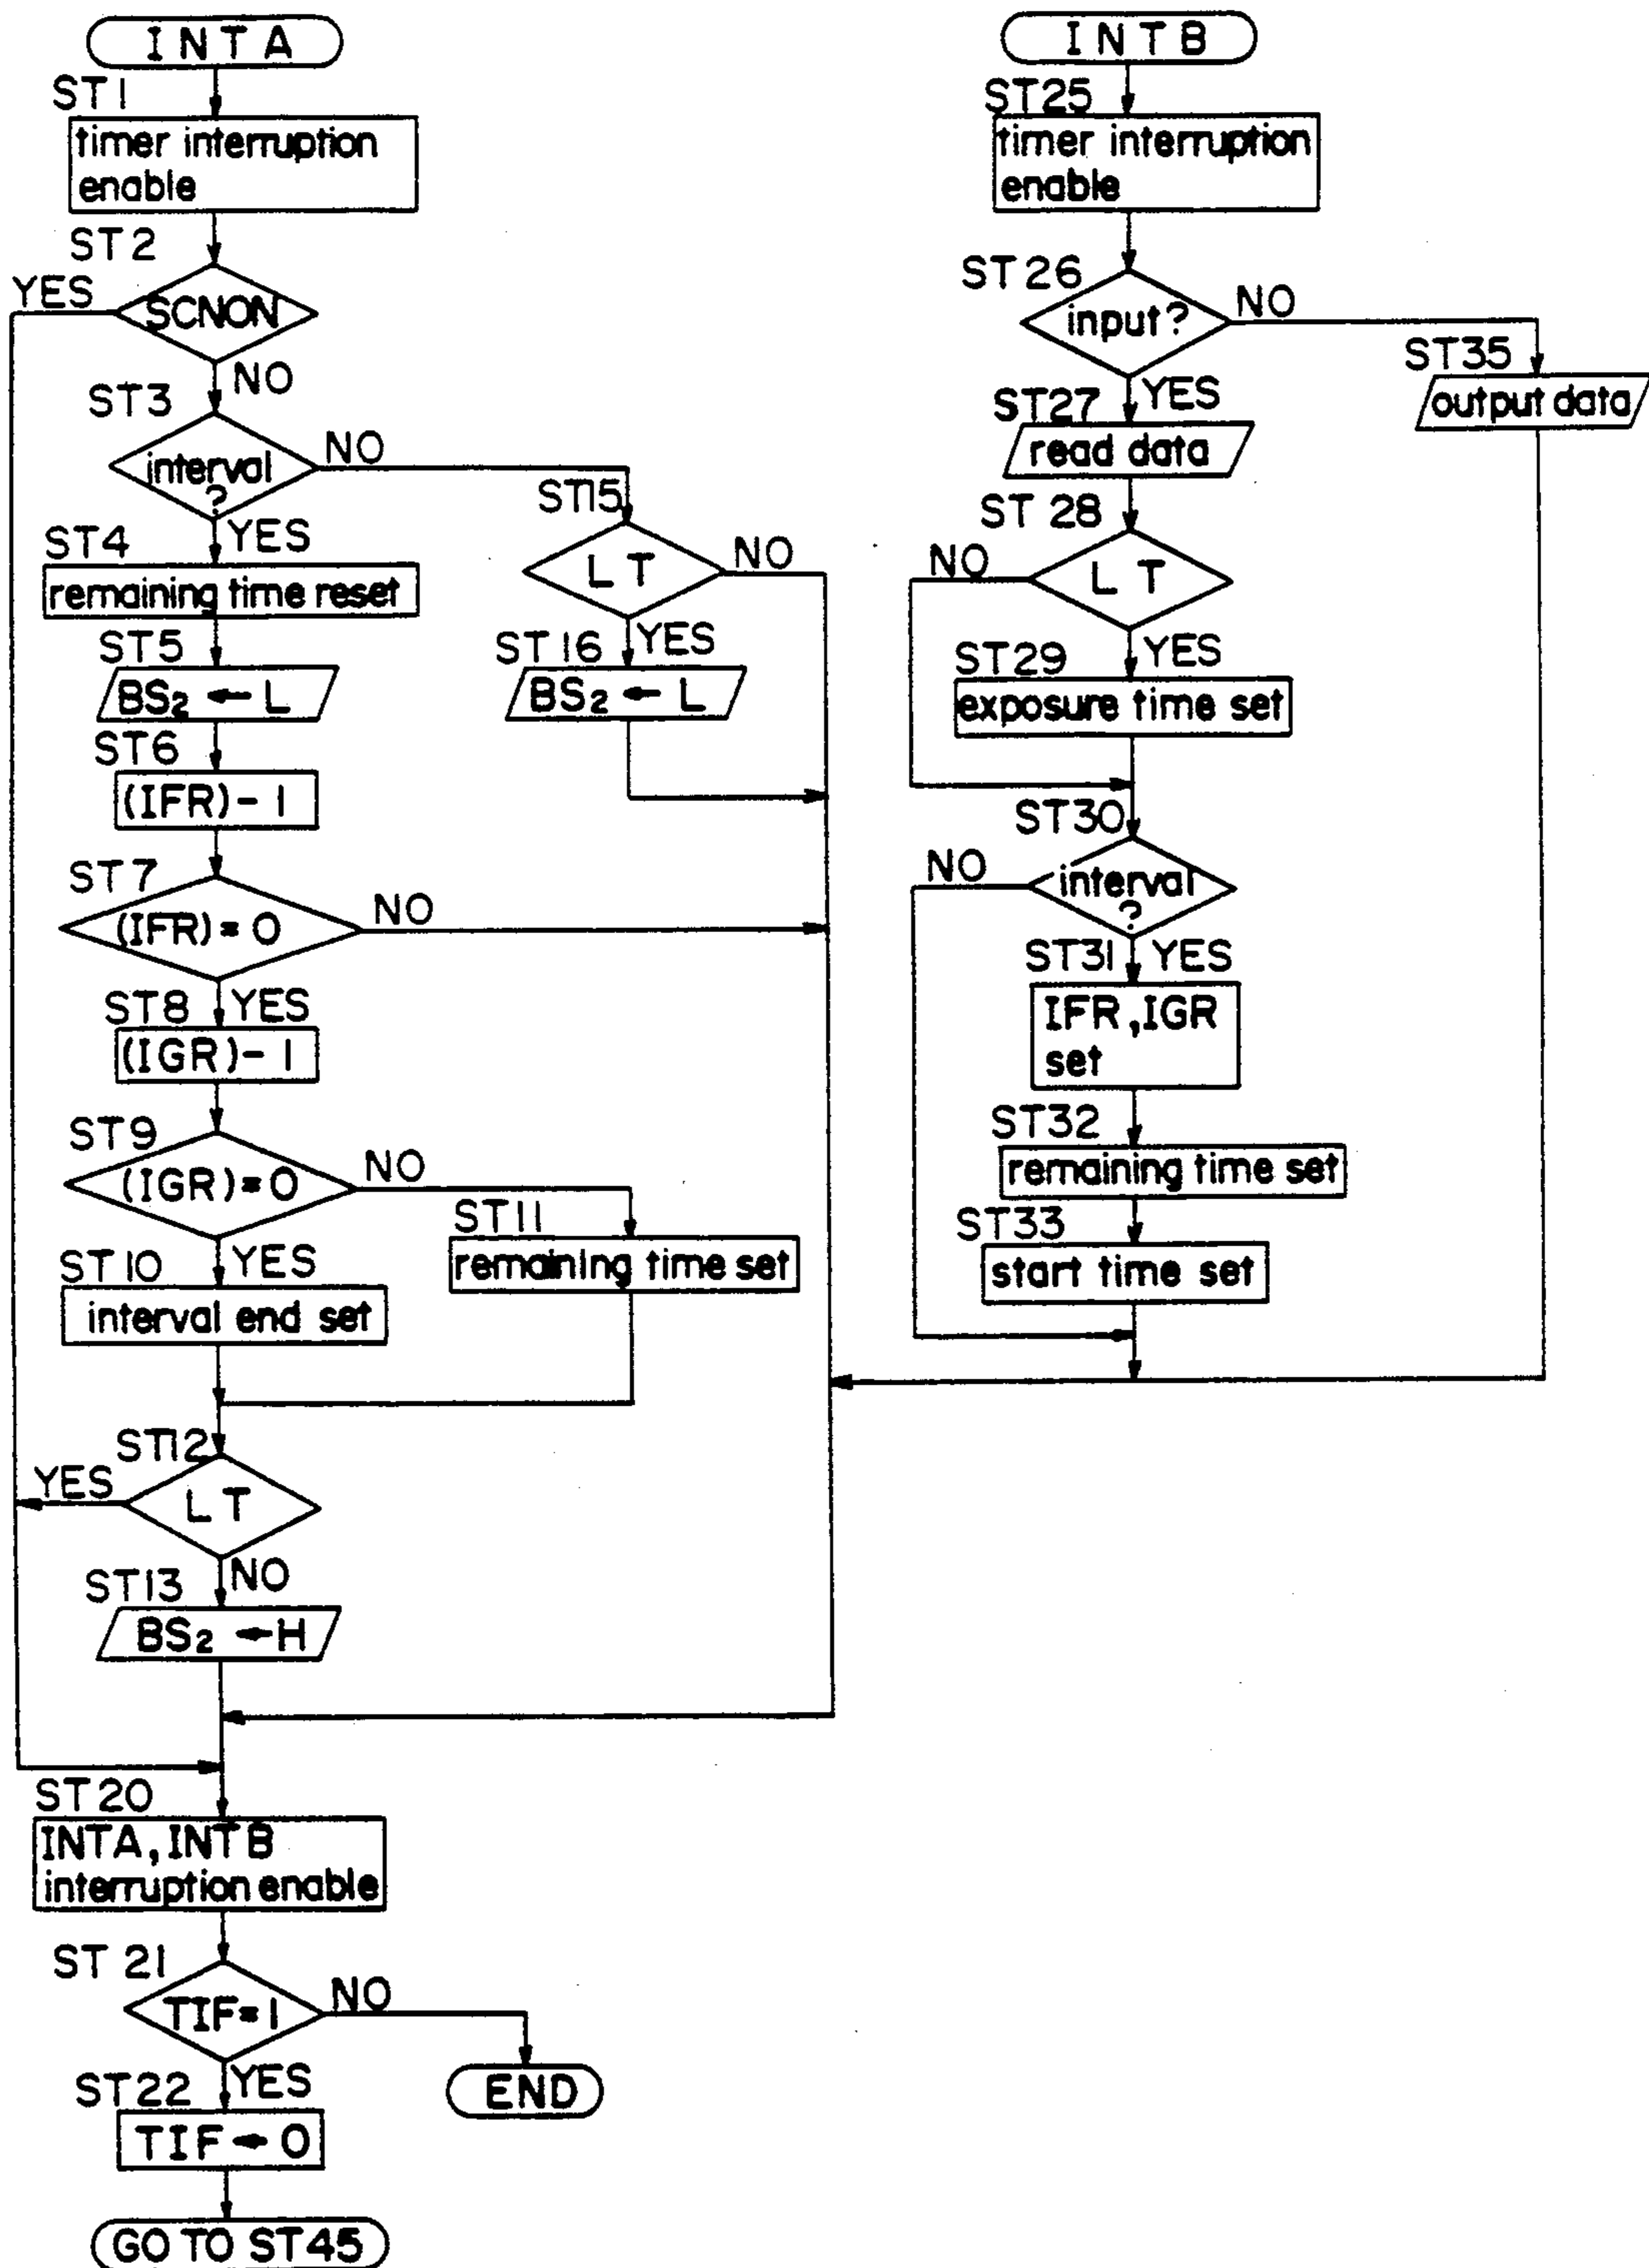 INTA
ST1
timer interruption
enable
ST2
YES
SCNON
NO
ST3
interval
?
NO
YES
ST4
remaining time reset
ST5
BS2 ← L
ST6
(IFR)-1
ST7
(IFR)=0
NO
ST8
YES
(IGR)-1
ST9
(IGR)=0
NO
ST10
YES
interval end set
ST11
remaining time set
ST12
YES
LT
NO
ST13
BS2 ← H
ST15
LT
NO
YES
ST16
BS2 ← L
ST20
INTA, INTB
interruption enable
ST21
TIF=1
NO
END
YES
ST22
TIF ← 0
GO TO ST45
INTB
ST25
timer interruption
enable
ST26
input?
NO
ST35
output data
YES
ST27
read data
ST28
NO
LT
YES
ST29
exposure time set
ST30
NO
interval
?
ST31
YES
IFR,IGR
set
ST32
remaining time set
ST33
start time set